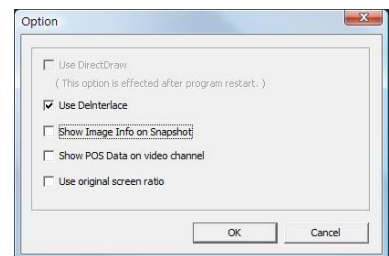 Option
Use DirectDraw
( This option is effected after program restart. )
Use DeInterlace
Show Image Info on Snapshot
Show POS Data on video channel
Use original screen ratio
OK Cancel